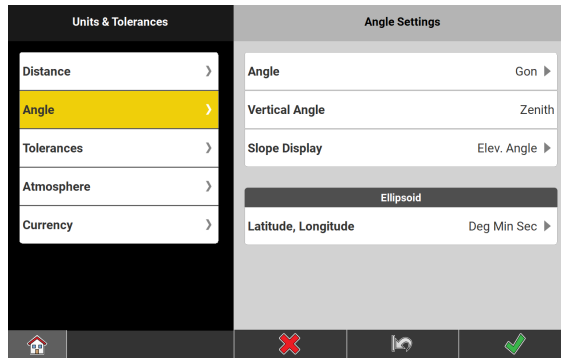 Units & Tolerances
Distance
Angle
Tolerances
Atmosphere
Currency
Angle Settings
Angle Gon
Vertical Angle Zenith
Slope Display Elev. Angle
Ellipsoid
Latitude, Longitude Deg Min Sec